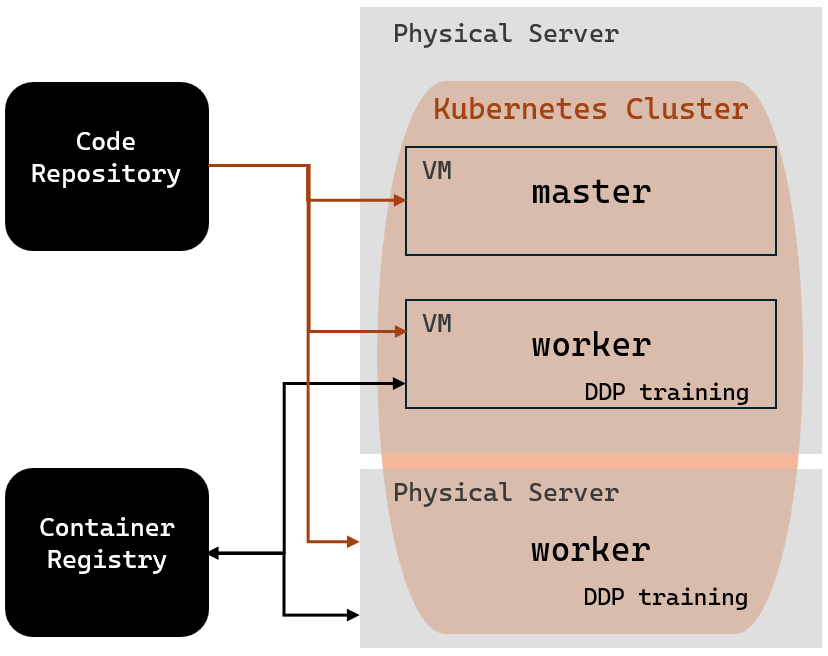 Physical Server
Code
Repository
Kubernetes Cluster
VM
master
VM
worker
DDP training
Container
Registry
Physical Server
worker
DDP training